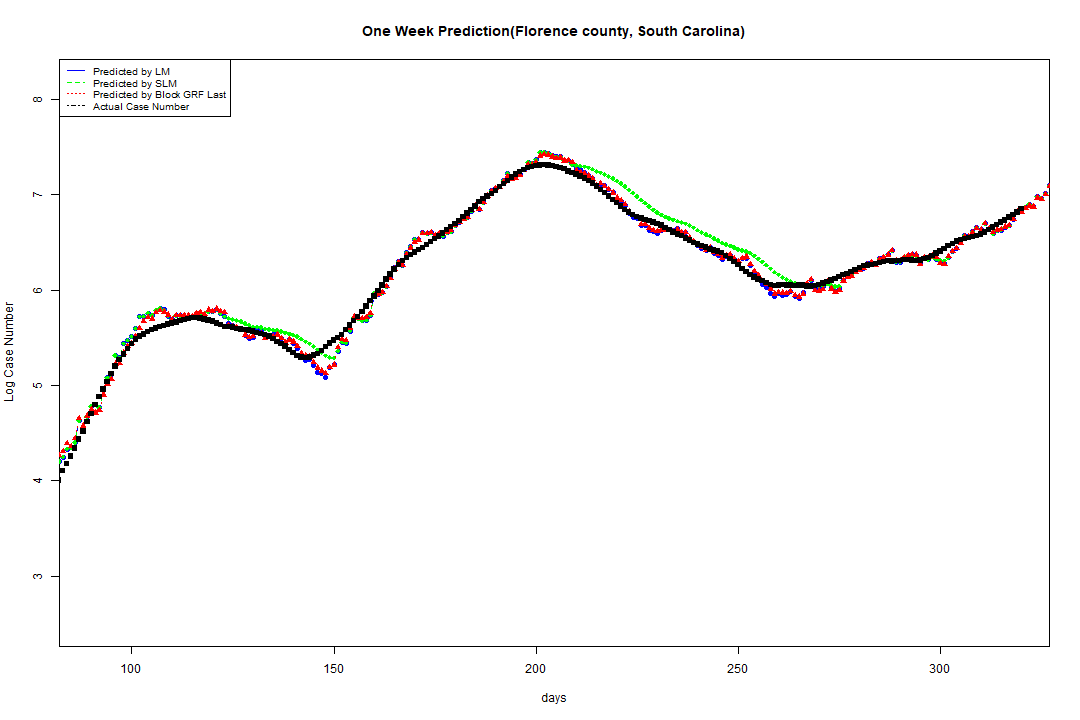 One Week Prediction(Florence county, South Carolina)
Predicted by LM
Predicted by SLM
Predicted by Block GRF Last
Actual Case Number
Log Case Number
8
7
6
5
4
3
100 150 200 250 300
days